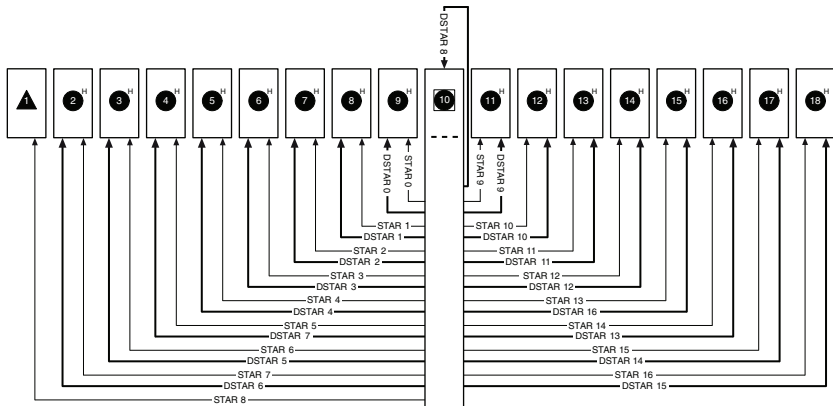 DSTAR 8
1
2 H
3 H
4 H
5 H
6 H
7 H
8 H
9 H
10
11 H
12 H
13 H
14 H
15 H
16 H
17 H
18 H
DSTAR 0
STAR 0
STAR 9
DSTAR 9
STAR 1
STAR 10
DSTAR 1
DSTAR 10
STAR 2
STAR 11
DSTAR 2
DSTAR 11
STAR 3
STAR 12
DSTAR 3
DSTAR 12
STAR 4
STAR 13
DSTAR 4
DSTAR 16
STAR 5
STAR 14
DSTAR 7
DSTAR 13
STAR 6
STAR 15
DSTAR 5
DSTAR 14
STAR 7
STAR 16
DSTAR 6
DSTAR 15
STAR 8